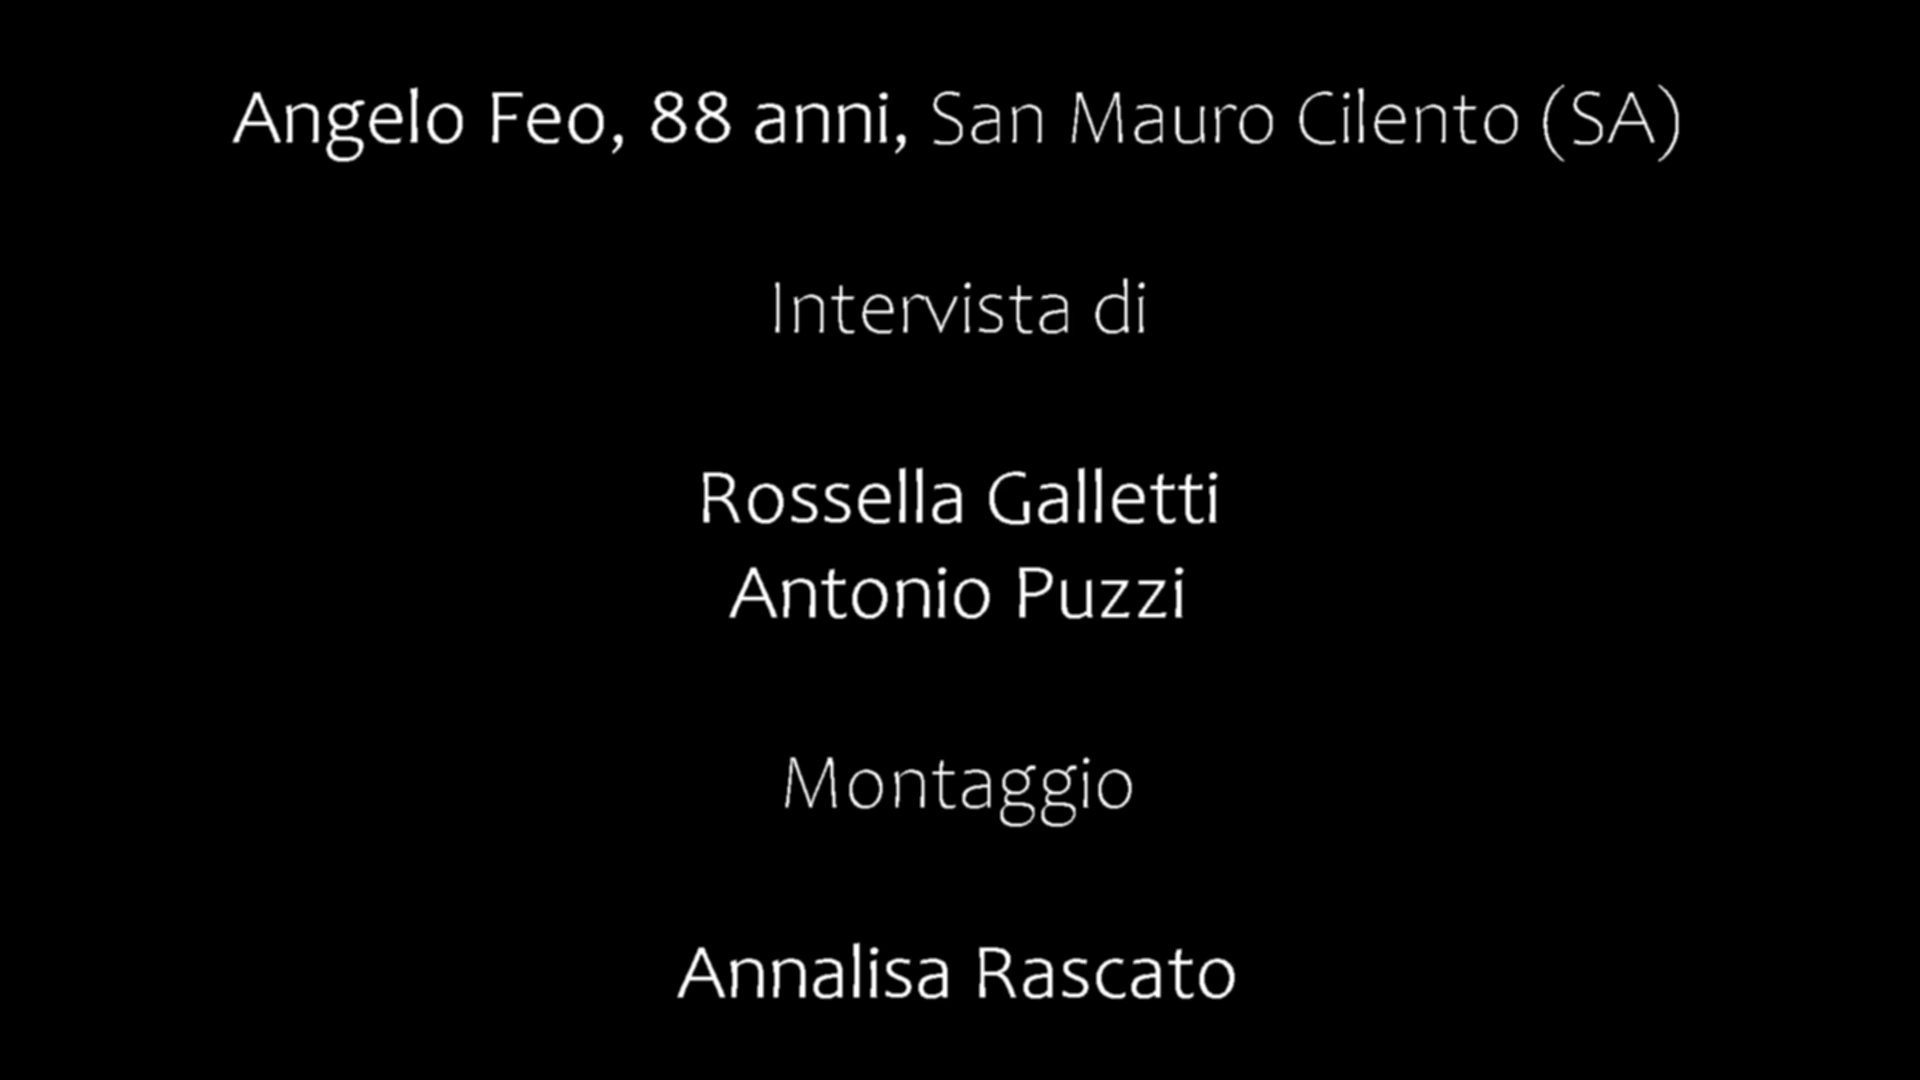 Angelo Feo, 88 anni, San Mauro Cilento (SA)
Intervista di
Rossella Galletti
Antonio Puzzi
Montaggio
Annalisa Rascato